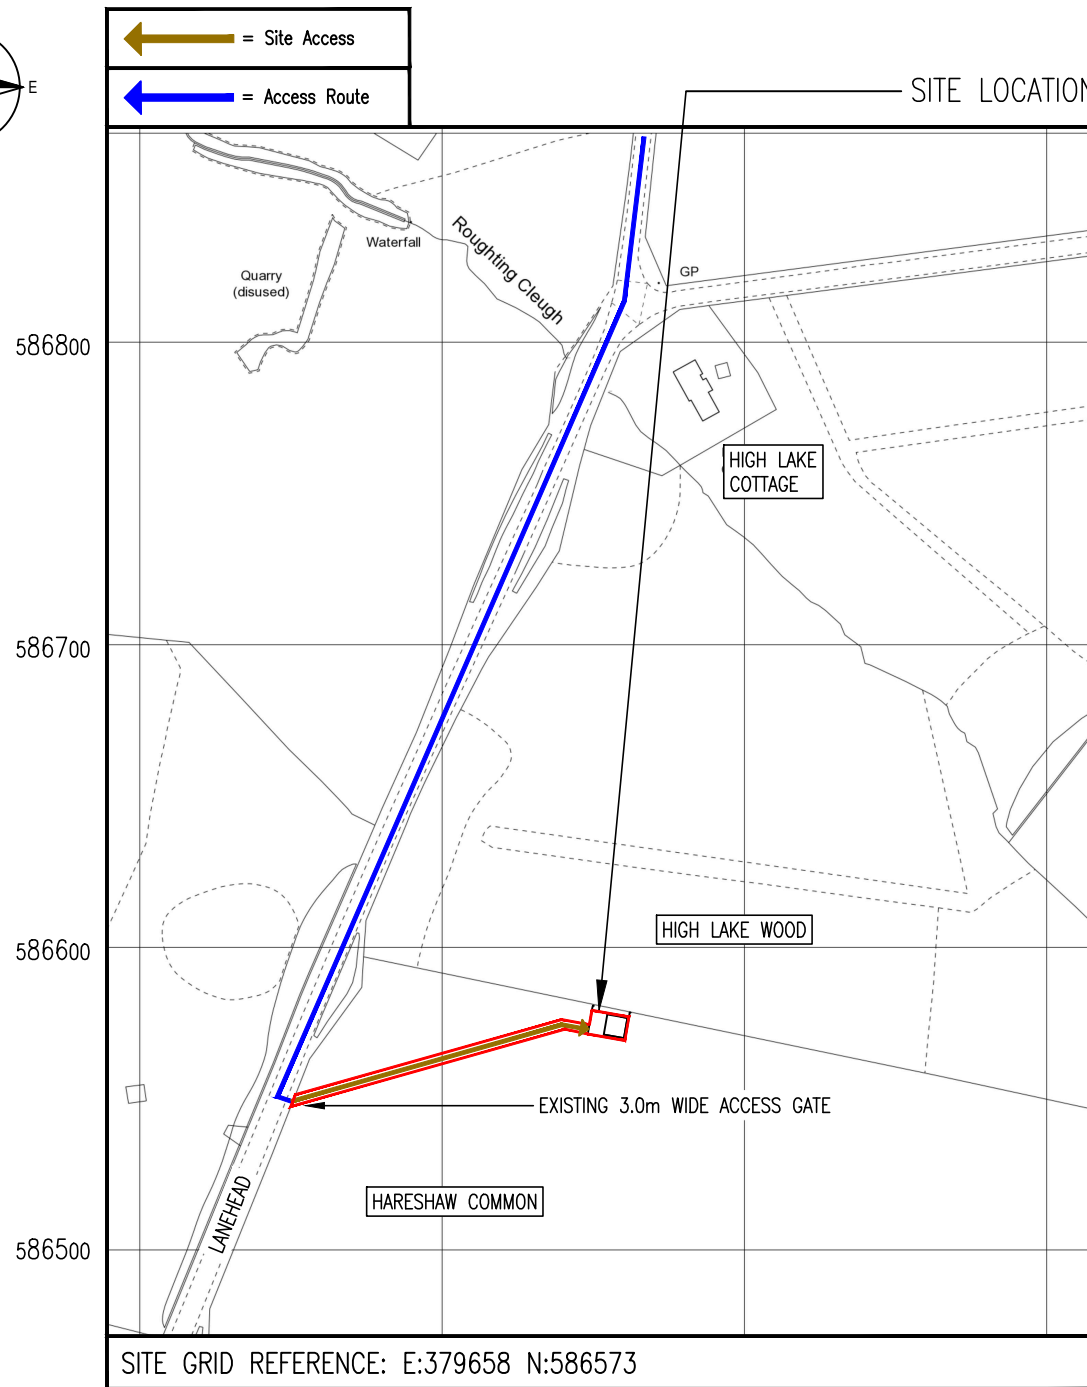 = Site Access
= Access Route
E
SITE LOCATION
Waterfall
Roughting Cleugh
Quarry
(disused)
GP
586800
HIGH LAKE
COTTAGE
586700
HIGH LAKE WOOD
586600
EXISTING 3.0m WIDE ACCESS GATE
HARESHAW COMMON
LANEHEAD
586500
SITE GRID REFERENCE: E:379658 N:586573